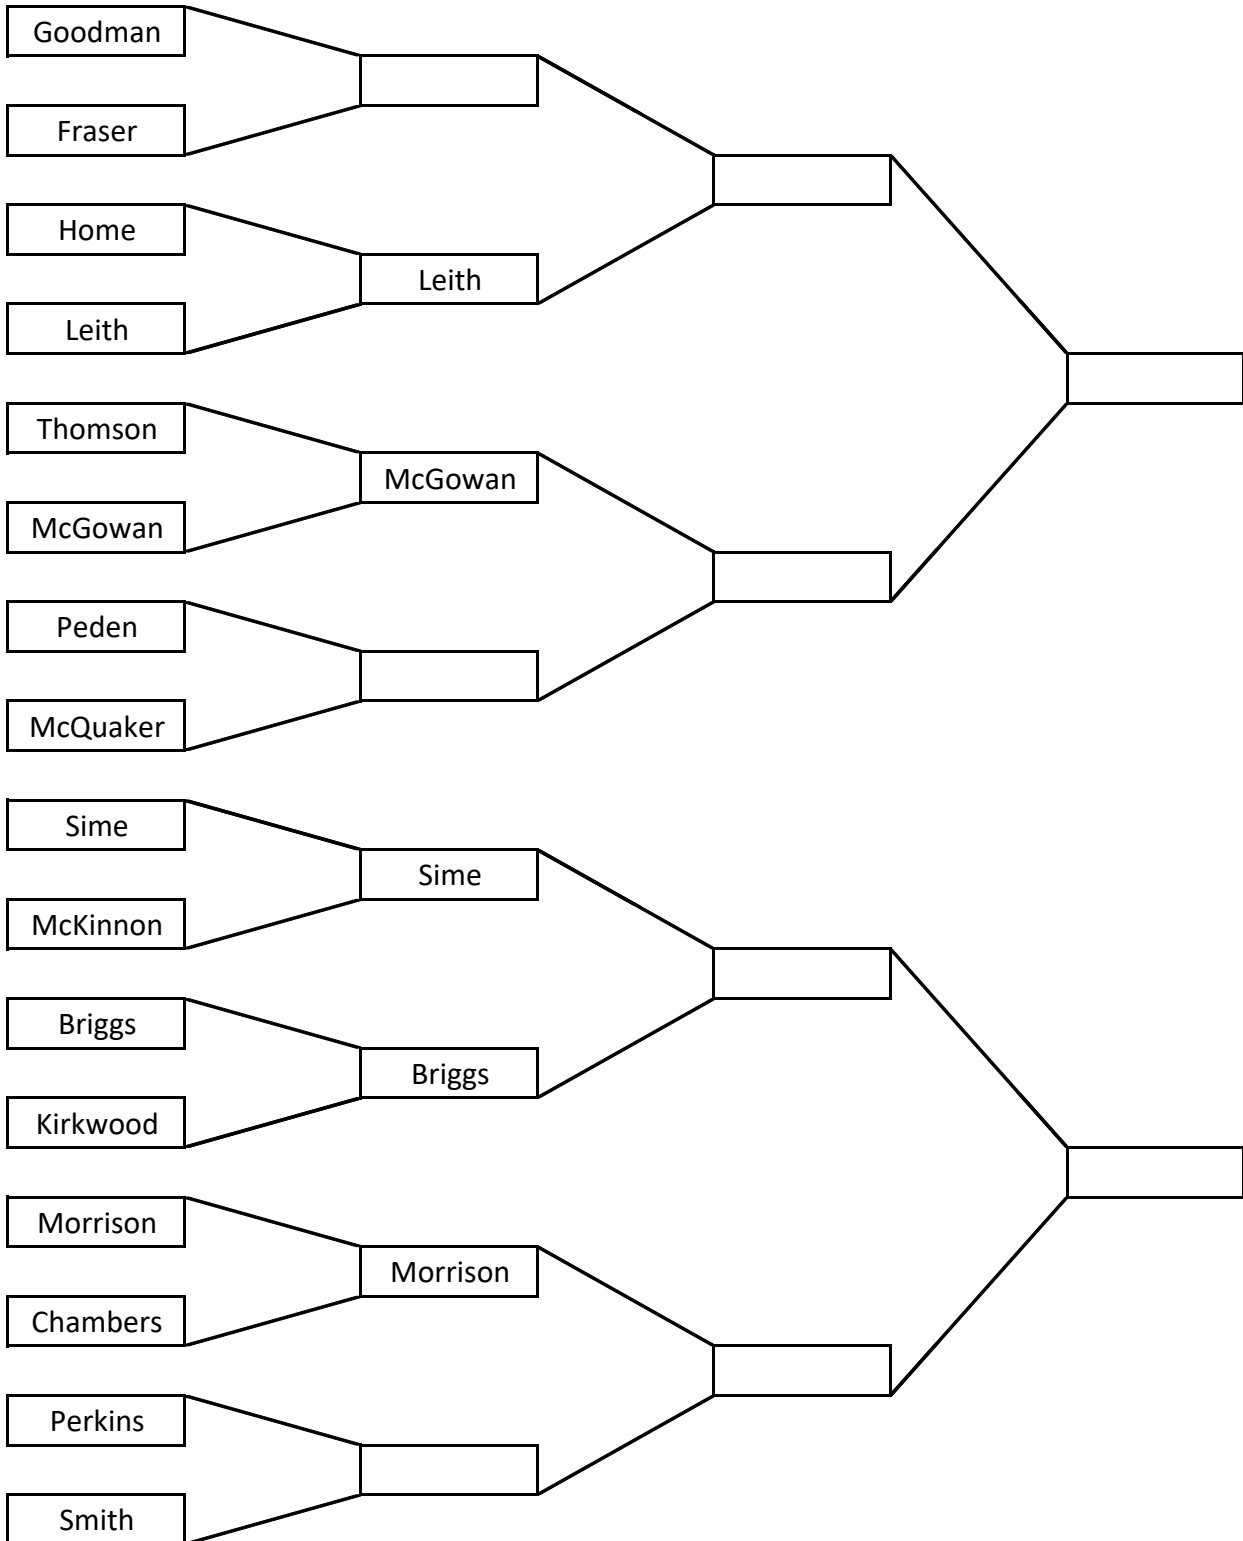 Goodman
Fraser
Home
Leith
Leith
Thomson
McGowan
McGowan
Peden
McQuaker
Sime
Sime
McKinnon
Briggs
Briggs
Kirkwood
Morrison
Morrison
Chambers
Perkins
Smith